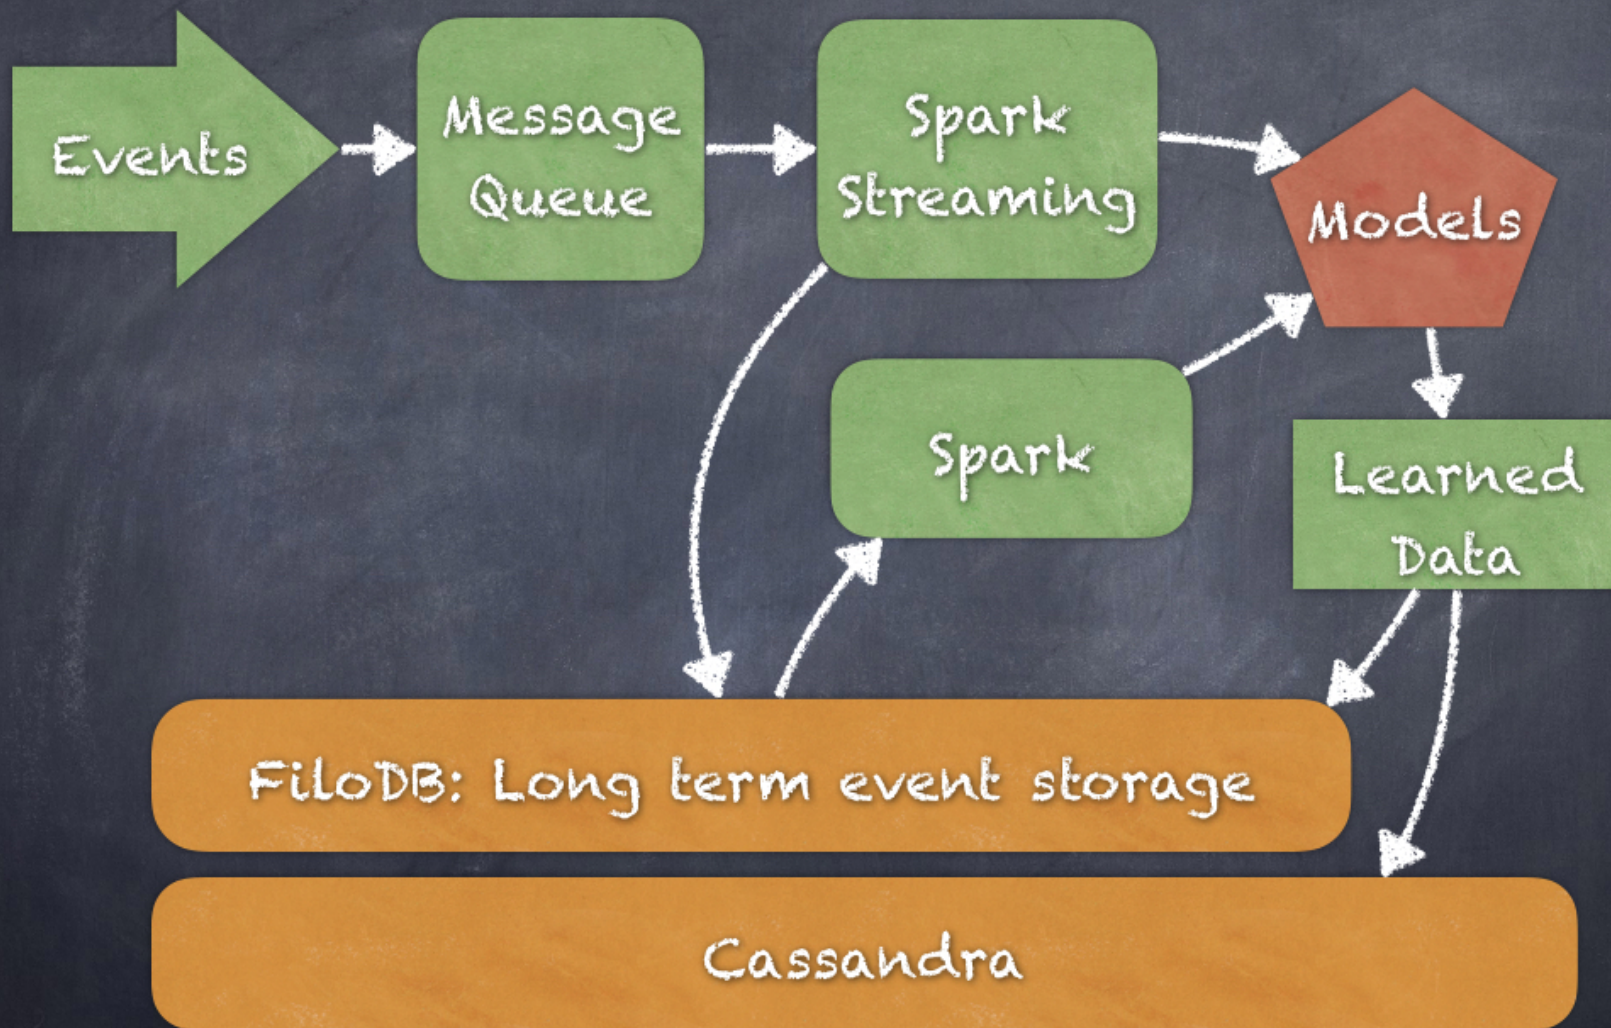 Events
Message
Queue
Spark
Streaming
Models
Spark
Learned
Data
FiloDB: Long term event storage
Cassandra